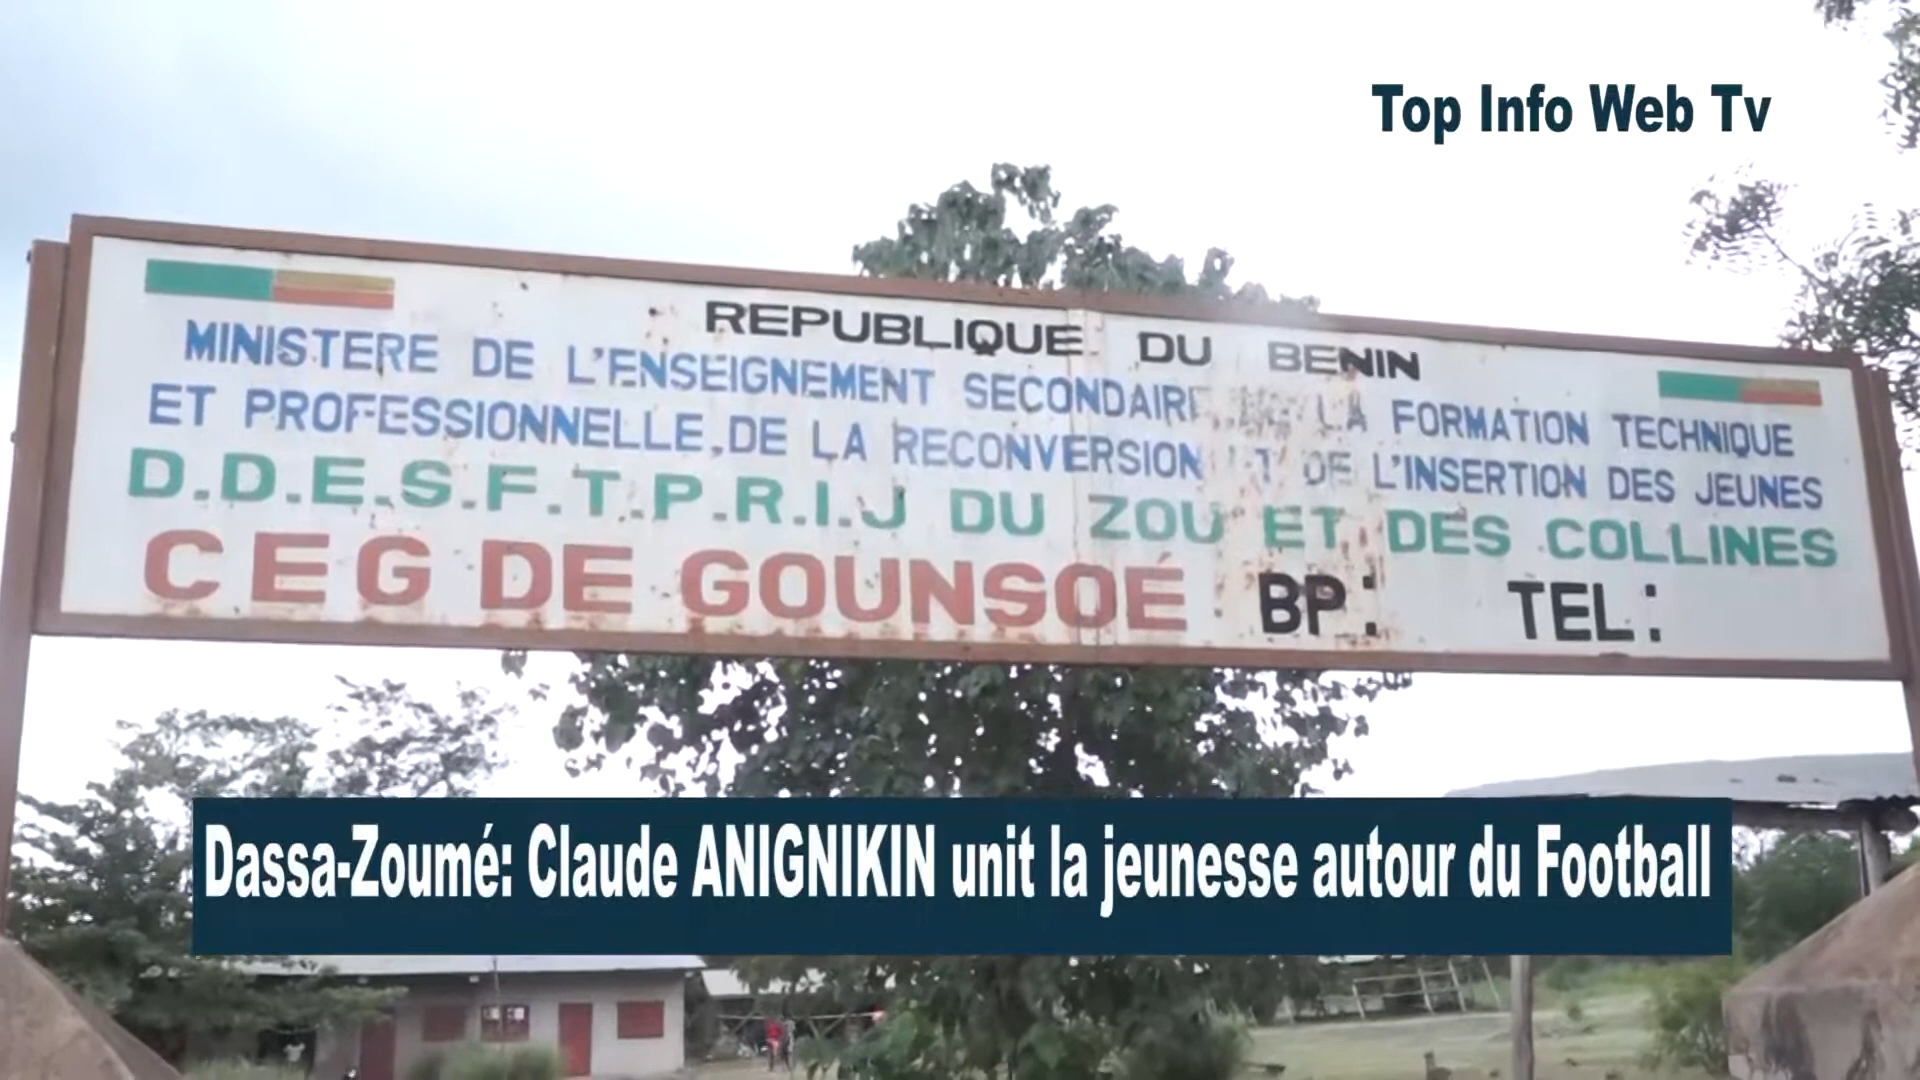 Top Info Web Tv
REPUBLIQUE DU BENIN
MINISTERE DE L'ENSEIGNEMENT SECONDAIRE LA FORMATION TECHNIQUE
ET PROFESSIONNELLE, DE LA RECONVERSION ET DE L'INSERTION DES JEUNES
D.D.E.S.F.T.P.R.I.J DU ZOU ET DES COLLINES
CEG DE GOUNSOÉ BP: TEL:
Dassa-Zoumé: Claude ANIGNIKIN unit la jeunesse autour du Football